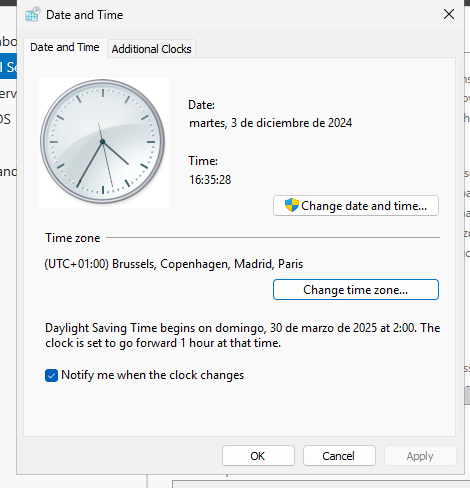 Date and Time
Date and Time
Additional Clocks
Date:
martes, 3 de diciembre de 2024
Time:
16:35:28
Change date and time...
Time zone
(UTC+01:00) Brussels, Copenhagen, Madrid, Paris
Change time zone...
Daylight Saving Time begins on domingo, 30 de marzo de 2025 at 2:00. The
clock is set to go forward 1 hour at that time.
Notify me when the clock changes
OK
Cancel
Apply